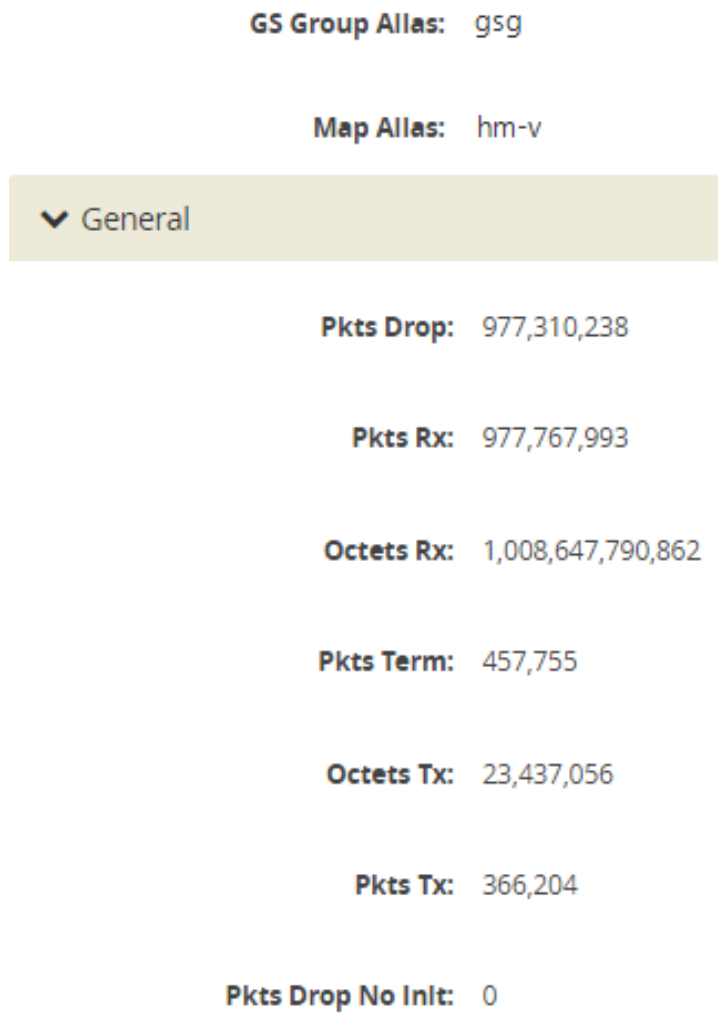 GS Group Alias: gsg
Map Alias: hm-v
General
Pkts Drop: 977,310,238
Pkts Rx: 977,767,993
Octets Rx: 1,008,647,790,862
Pkts Term: 457,755
Octets Tx: 23,437,056
Pkts Tx: 366,204
Pkts Drop No Init: 0